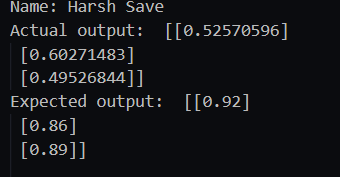 Name: Harsh Save
Actual output:  [[0.52570596]
 [0.60271483]
 [0.49526844]]
Expected output:  [[0.92]
 [0.86]
 [0.89]]